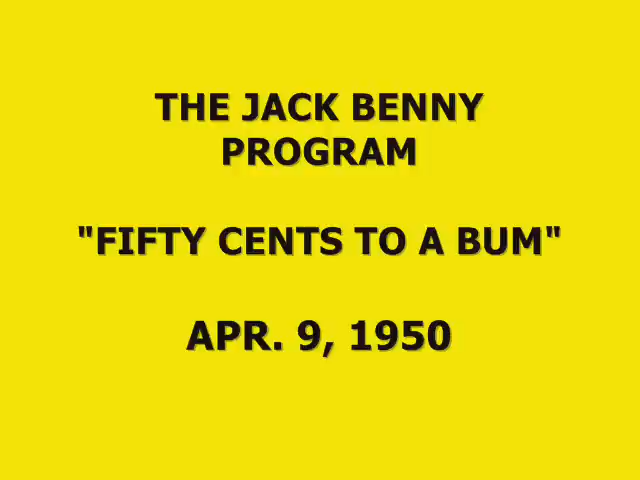 THE JACK BENNY
PROGRAM
"FIFTY CENTS TO A BUM"
APR. 9, 1950